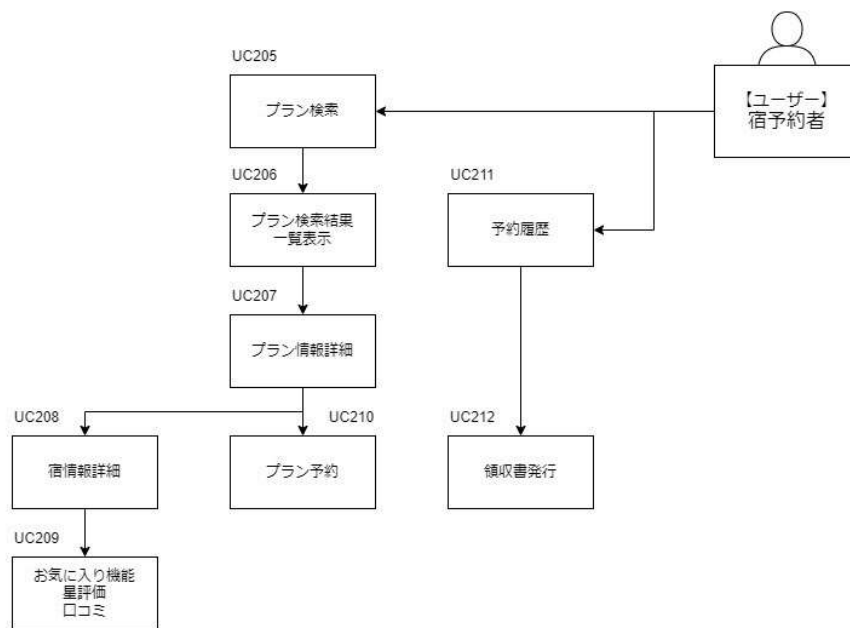 UC205
プラン検索
【ユーザー】
宿予約者
UC206
プラン検索結果
一覧表示
UC211
予約履歴
UC207
プラン情報詳細
UC208
宿情報詳細
UC210
プラン予約
UC212
領収書発行
UC209
お気に入り機能
星評価
口コミ